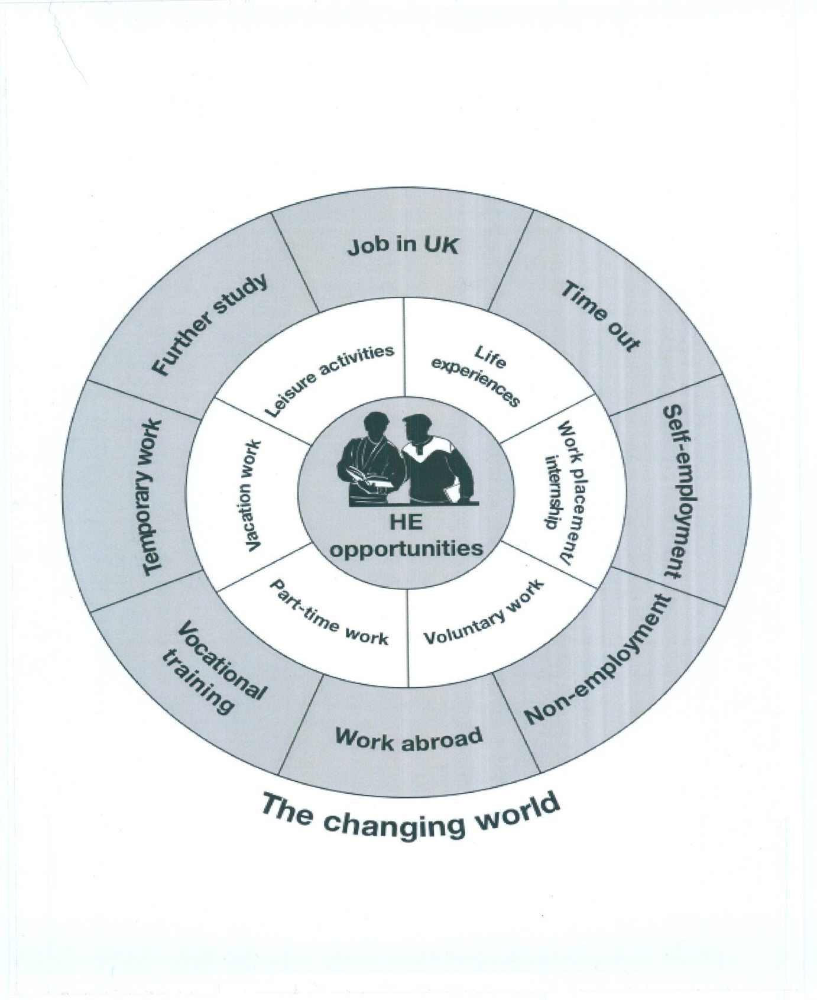 Job in UK
Time out
Self-employment
Non-employment
Work abroad
Vocational
training
Temporary work
Further study
Leisure activities
Life
experiences
Work placement/
internship
Voluntary work
Part-time work
Vacation work
HE
opportunities
The changing world